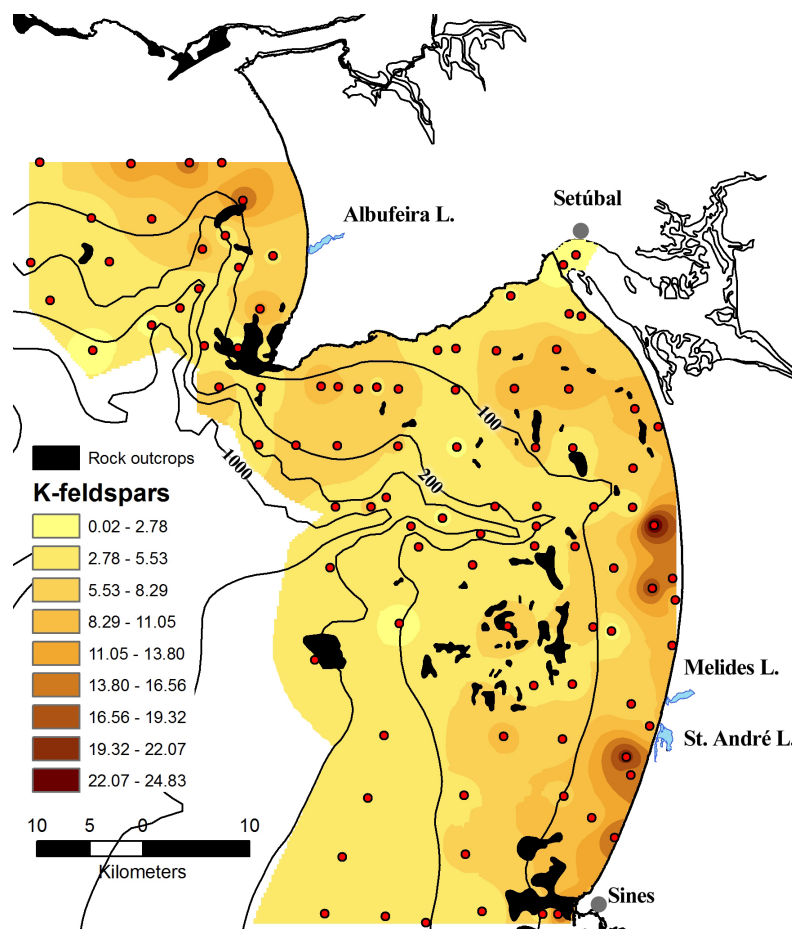 Albufeira L.
Setúbal
100
200
1000
Rock outcrops
K-feldspars
0.02 - 2.78
2.78 - 5.53
5.53 - 8.29
8.29 - 11.05
11.05 - 13.80
13.80 - 16.56
16.56 - 19.32
19.32 - 22.07
22.07 - 24.83
Melides L.
St. André L.
10 5 0 10
Kilometers
Sines